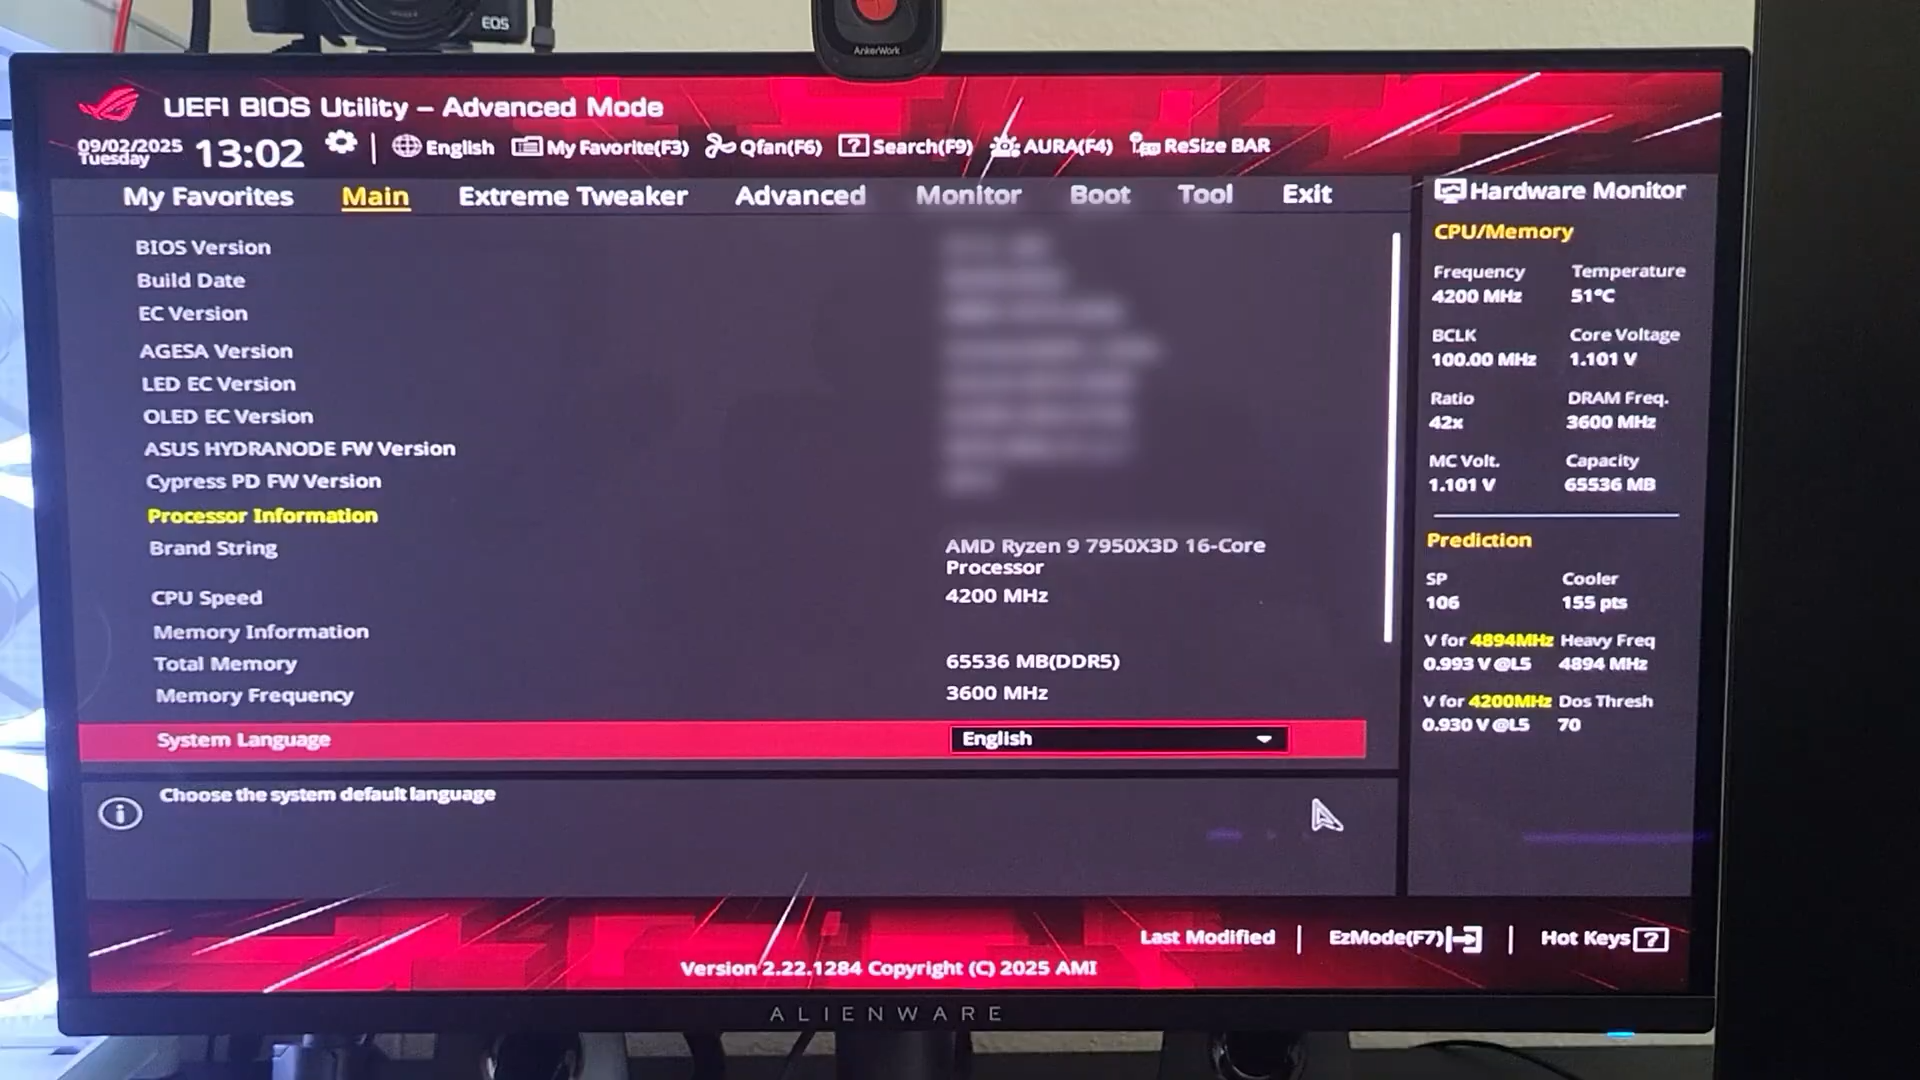 EOS
AnkerWork
UEFI BIOS Utility – Advanced Mode
09/02/2025
Tuesday
13:02
English
My Favorite(F3)
Qfan(F6)
Search(F9)
AURA(F4)
ReSize BAR
My Favorites
Main
Extreme Tweaker
Advanced
Monitor
Boot
Tool
Exit
BIOS Version
Build Date
EC Version
AGESA Version
LED EC Version
OLED EC Version
ASUS HYDRANODE FW Version
Cypress PD FW Version
Processor Information
Brand String AMD Ryzen 9 7950X3D 16-Core
Processor
CPU Speed 4200 MHz
Memory Information
Total Memory 65536 MB(DDR5)
Memory Frequency 3600 MHz
System Language English
Choose the system default language
Hardware Monitor
CPU/Memory
Frequency Temperature
4200 MHz 51°C
BCLK Core Voltage
100.00 MHz 1.101 V
Ratio DRAM Freq.
42x 3600 MHz
MC Volt. Capacity
1.101 V 65536 MB
Prediction
SP Cooler
106 155 pts
V for 4894MHz Heavy Freq
0.993 V @L5 4894 MHz
V for 4200MHz Dos Thresh
0.930 V @L5 70
Last Modified
EzMode(F7)
Hot Keys ?
Version 2.22.1284 Copyright (C) 2025 AMI
ALIENWARE